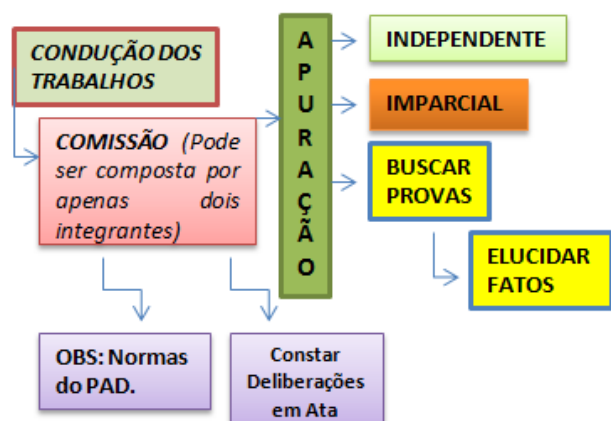 CONDUÇÃO DOS
TRABALHOS
COMISSÃO (Pode
ser composta por
apenas dois
integrantes)
APURAÇÃO
INDEPENDENTE
IMPARCIAL
BUSCAR
PROVAS
ELUCIDAR
FATOS
OBS: Normas
do PAD.
Constar
Deliberações
em Ata